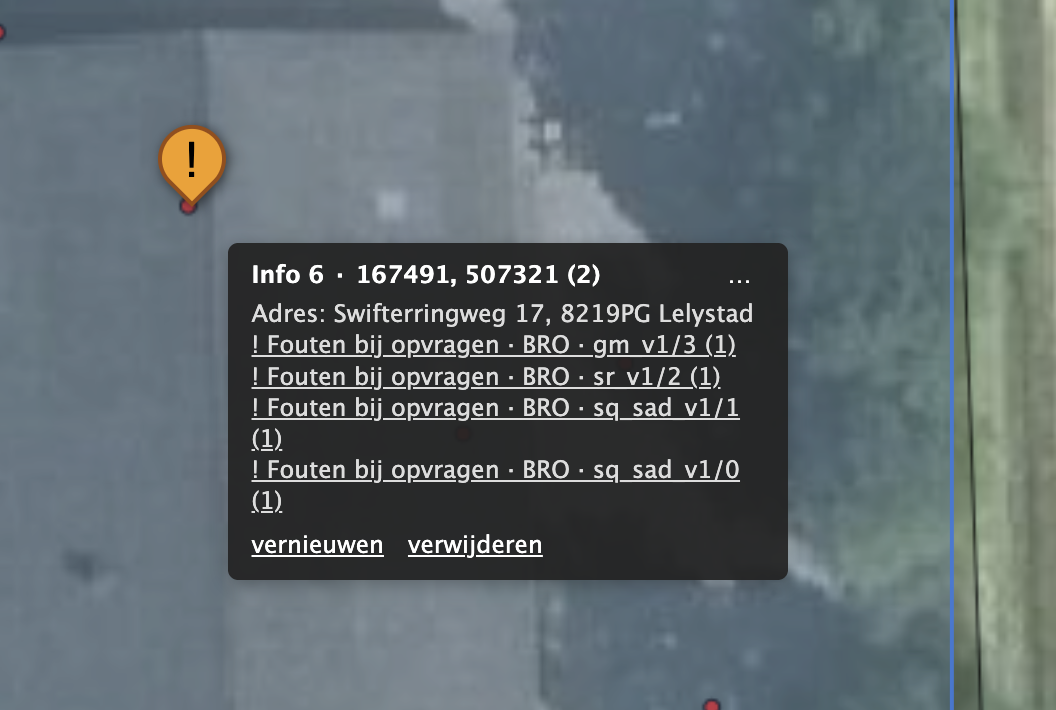 !
Info 6 · 167491, 507321 (2) ...
Adres: Swifterringweg 17, 8219PG Lelystad
! Fouten bij opvragen · BRO · gm_v1/3 (1)
! Fouten bij opvragen · BRO · sr_v1/2 (1)
! Fouten bij opvragen · BRO · sq_sad_v1/1
(1)
! Fouten bij opvragen · BRO · sq_sad_v1/0
(1)
vernieuwen verwijderen